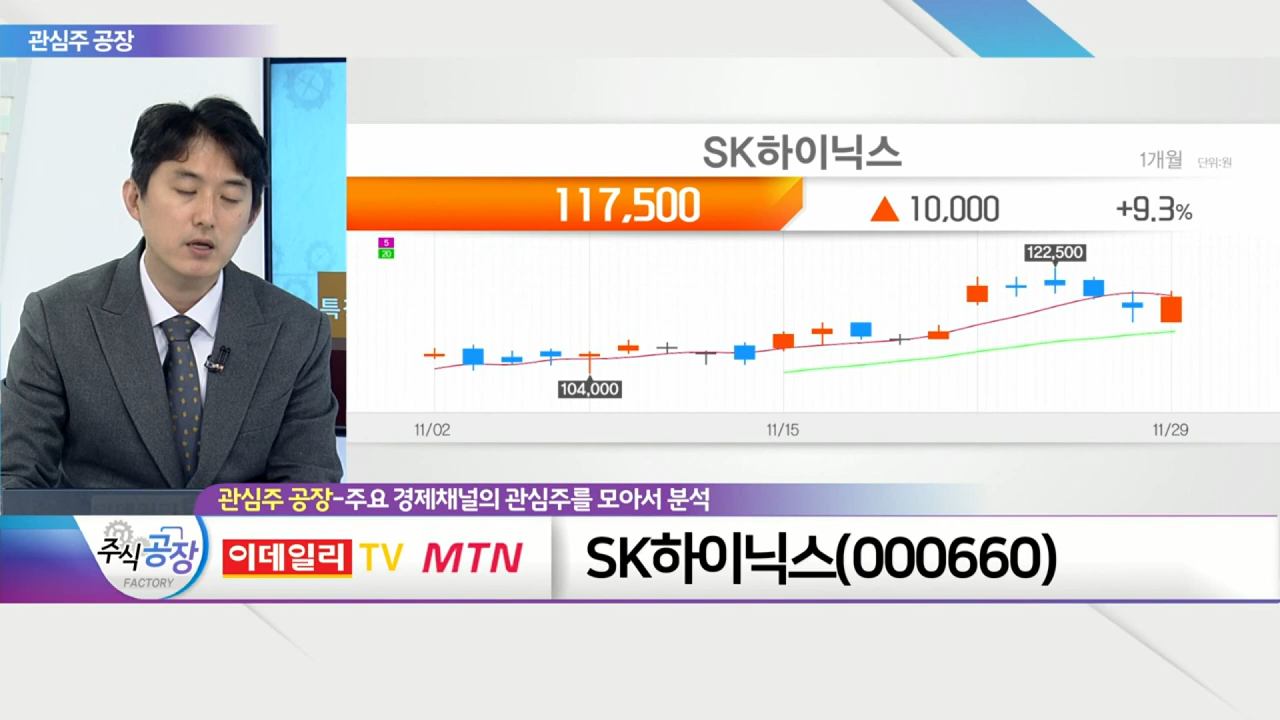 관심주 공장
SK하이닉스
1개월 단위:원
117,500 ▲ 10,000 +9.3%
5
20
122,500
104,000
11/02 11/15 11/29
특
관심주 공장-주요 경제채널의 관심주를 모아서 분석
주식공장
FACTORY
이데일리 TV MTN
SK하이닉스(000660)